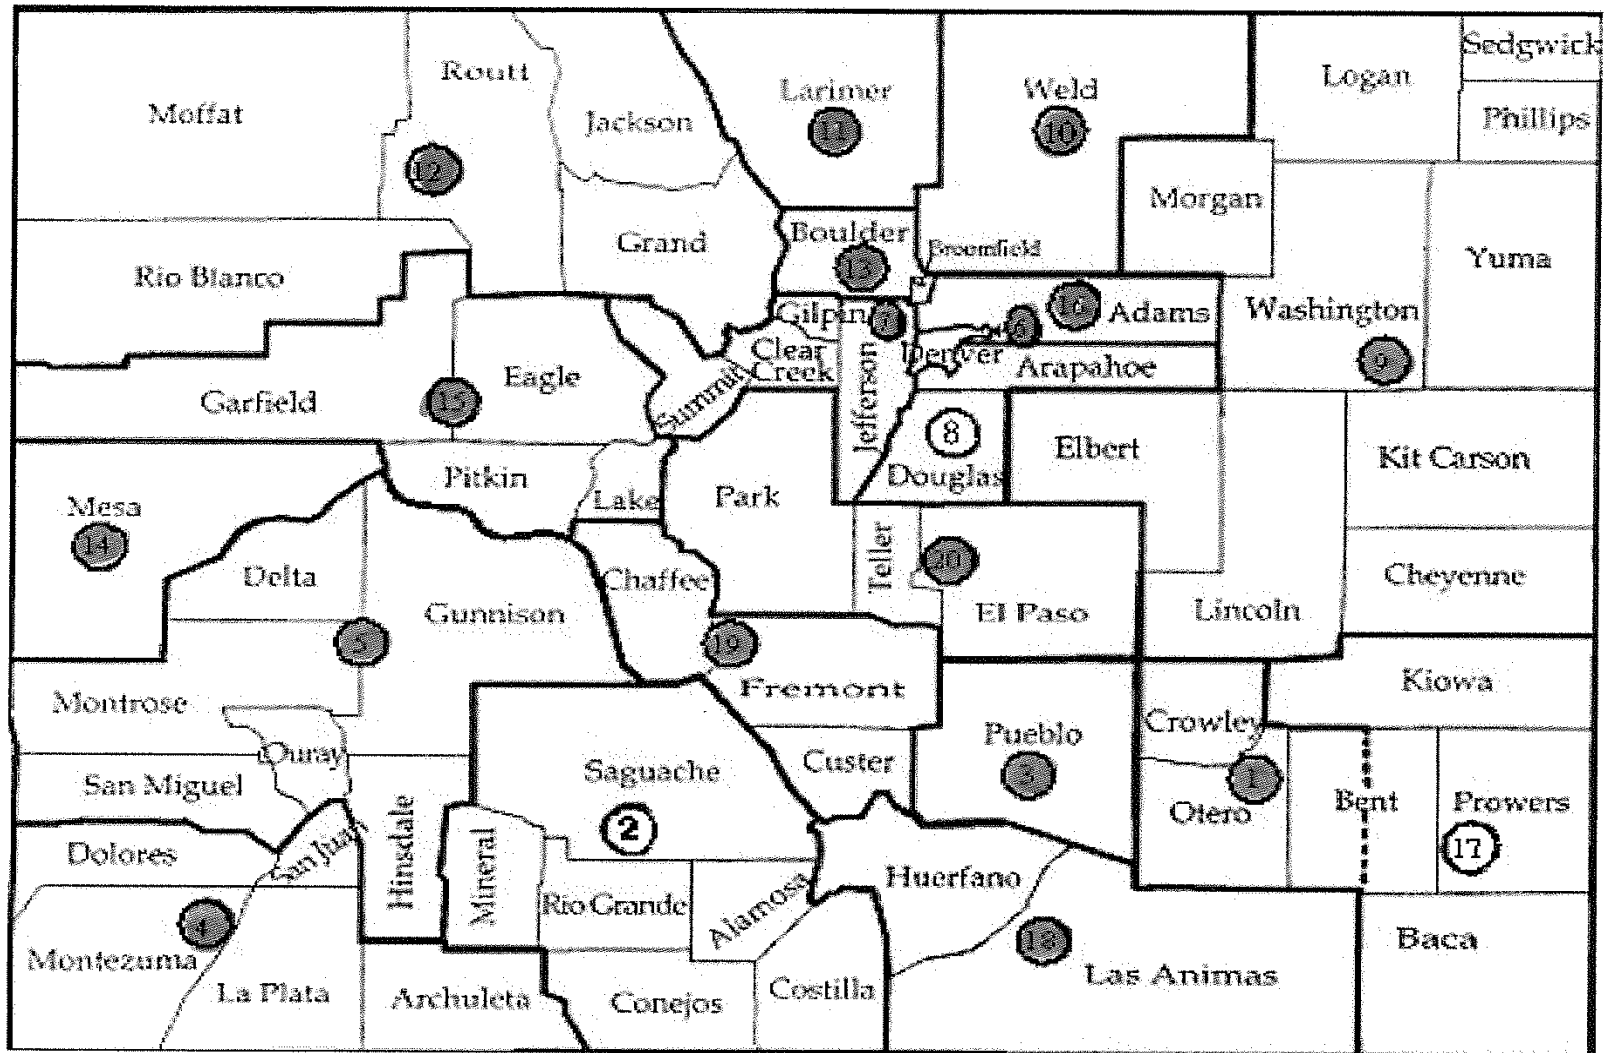 Sedgwick
Routt
Logan
Moffat
Larimer
Weld
Jackson
Phillips
11
10
12
Morgan
Grand
Boulder
Broomfield
Yuma
Rio Blanco
13
Gilpin
7
16
6
Adams
Washington
Clear
Creek
Denver
Arapahoe
9
Eagle
Garfield
15
Summit
Jefferson
8
Elbert
Kit Carson
Pitkin
Lake
Park
Douglas
Mesa
14
Teller
20
Delta
Chaffee
Cheyenne
Gunnison
El Paso
Lincoln
5
19
Fremont
Kiowa
Montrose
Crowley
Ouray
Pueblo
San Miguel
Saguache
Custer
3
1
Hinsdale
2
Otero
Bent
Prowers
17
Dolores
San Juan
Mineral
Huerfano
Rio Grande
Alamosa
4
18
Baca
Montezuma
La Plata
Archuleta
Conejos
Costilla
Las Animas